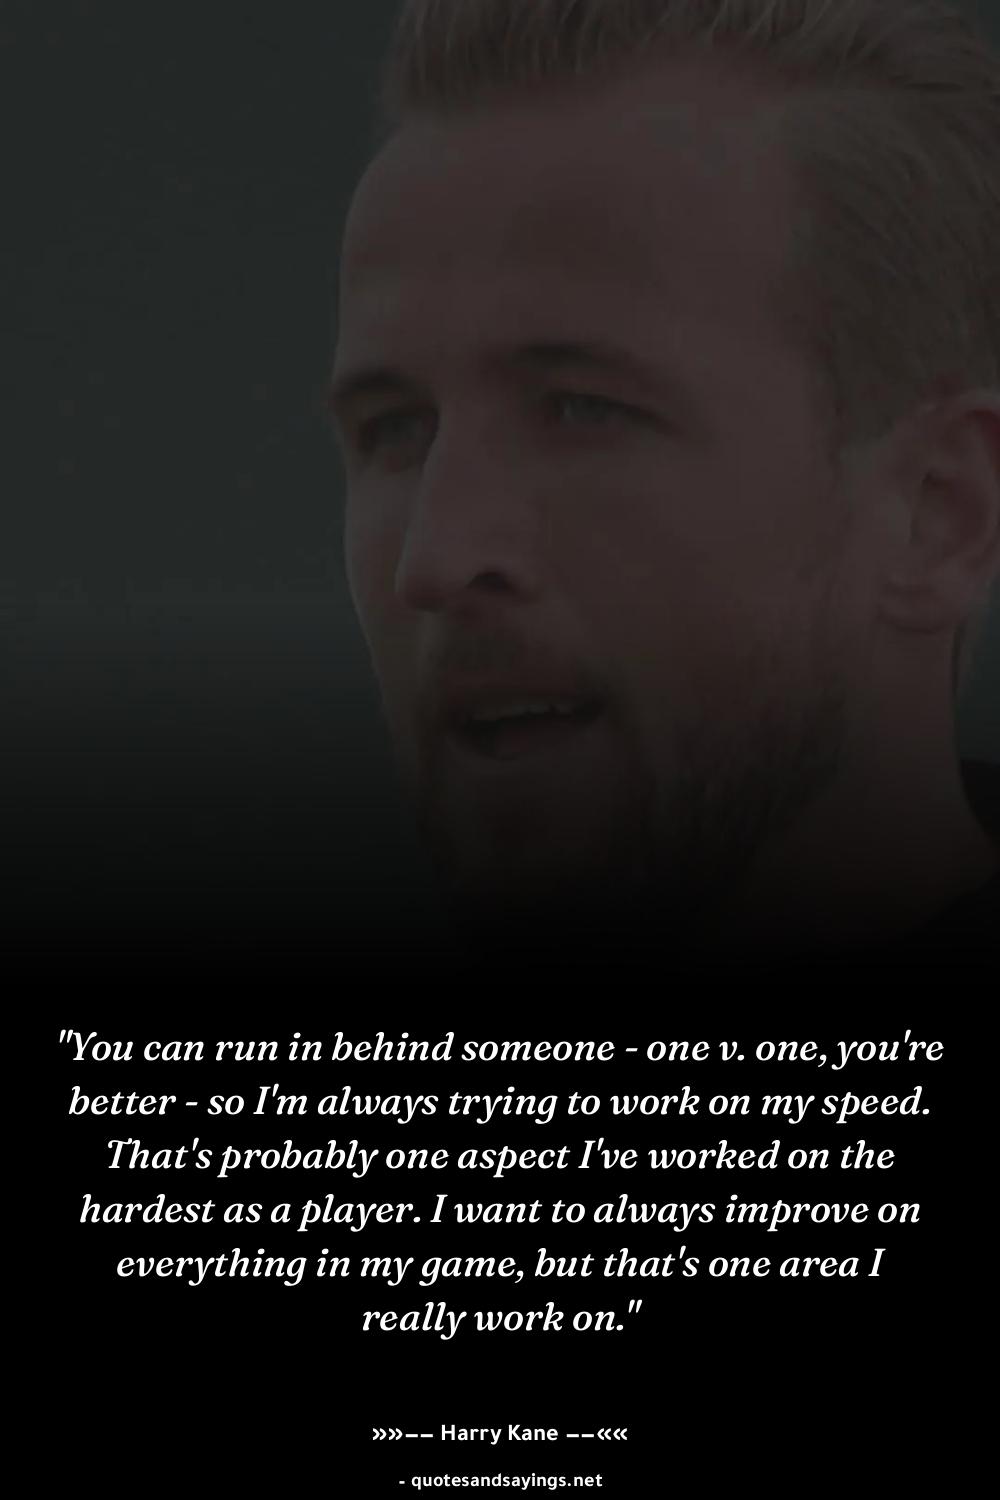 "You can run in behind someone - one v. one, you're
better - so I'm always trying to work on my speed.
That's probably one aspect I've worked on the
hardest as a player. I want to always improve on
everything in my game, but that's one area I
really work on."
»»–– Harry Kane ––««
- quotesandsayings.net